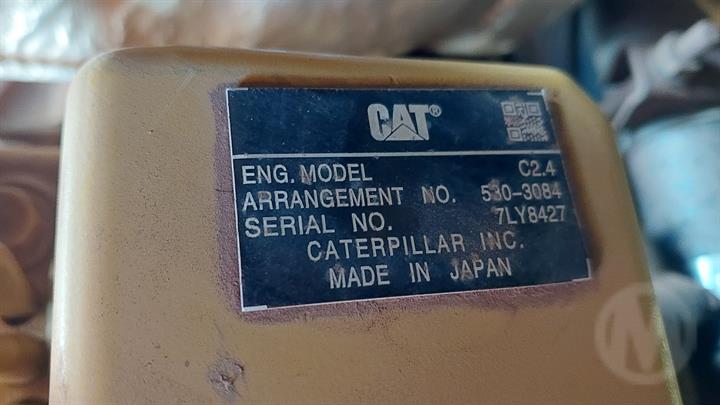 CAT®
ENG. MODEL C2.4
ARRANGEMENT NO. 530-3084
SERIAL NO. 7LY8427
CATERPILLAR INC.
MADE IN JAPAN
M